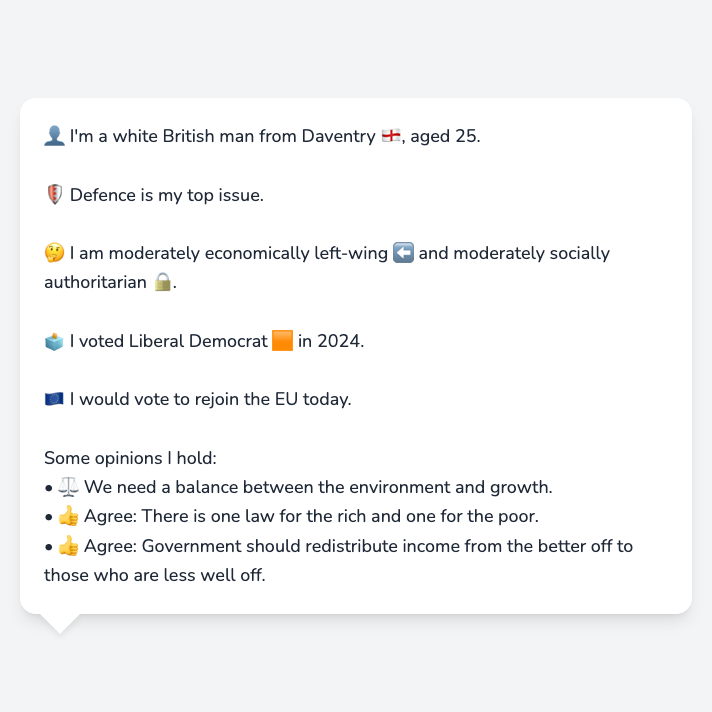 👤 I'm a white British man from Daventry 🏴󠁧󠁢󠁥󠁮󠁧󠁿, aged 25.
🛡️ Defence is my top issue.
🤔 I am moderately economically left-wing ⬅️ and moderately socially
authoritarian 🔒.
🗳️ I voted Liberal Democrat 🟧 in 2024.
🇪🇺 I would vote to rejoin the EU today.
Some opinions I hold:
• ⚖️ We need a balance between the environment and growth.
• 👍 Agree: There is one law for the rich and one for the poor.
• 👍 Agree: Government should redistribute income from the better off to
those who are less well off.